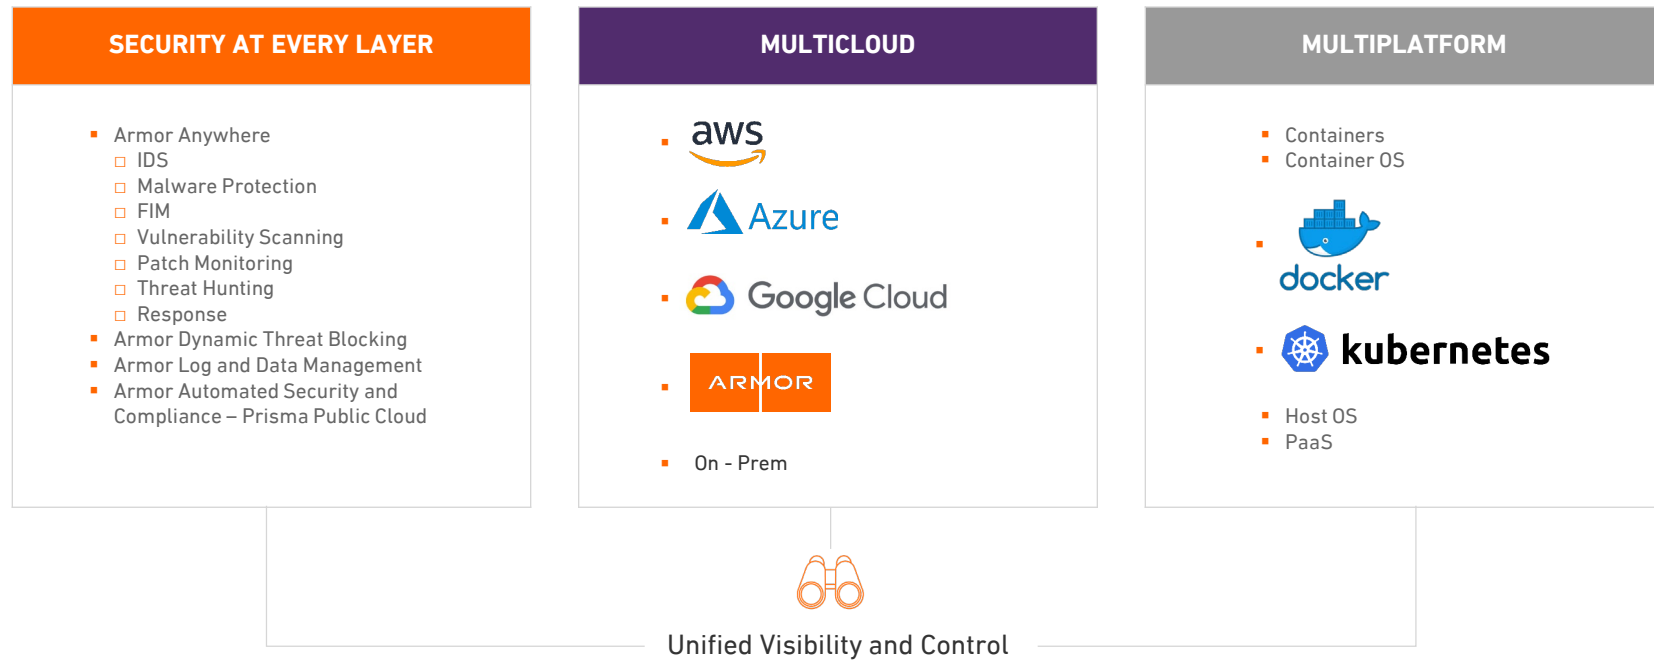 SECURITY AT EVERY LAYER
Armor Anywhere
IDS
Malware Protection
FIM
Vulnerability Scanning
Patch Monitoring
Threat Hunting
Response
Armor Dynamic Threat Blocking
Armor Log and Data Management
Armor Automated Security and
Compliance – Prisma Public Cloud
MULTICLOUD
aws
Azure
Google Cloud
ARMOR
On - Prem
MULTIPLATFORM
Containers
Container OS
docker
kubernetes
Host OS
PaaS
Unified Visibility and Control